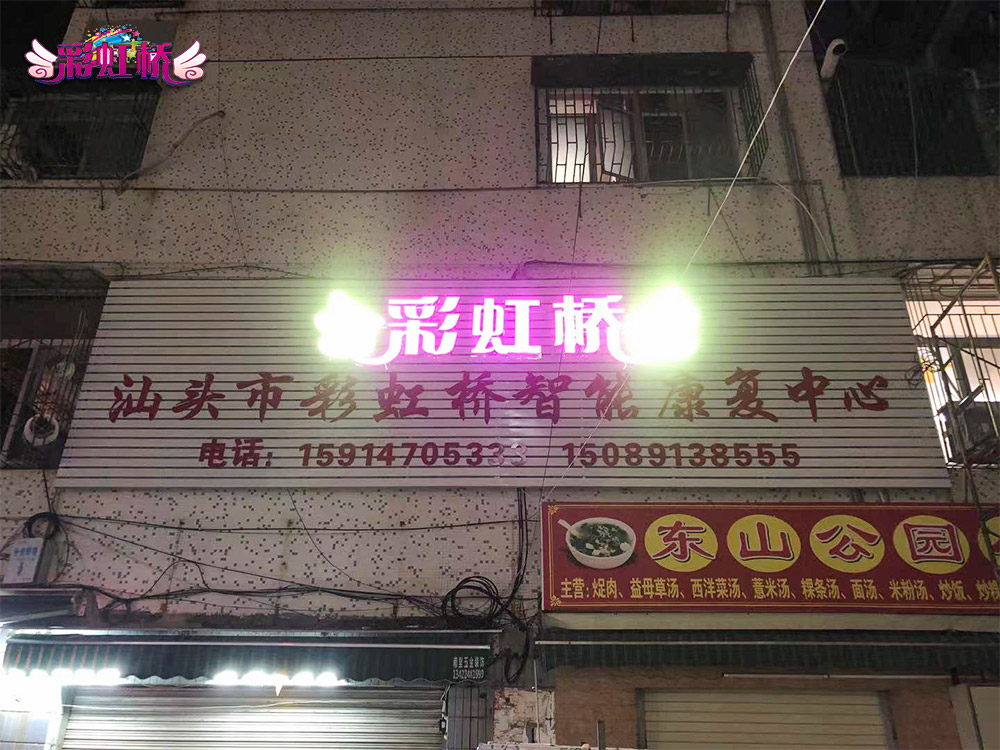 彩虹桥
彩虹桥
汕头市彩虹桥智能康复中心
电话: 15914705333 15089138555
东山公园
主营: 焢肉、益母草汤、西洋菜汤、薏米汤、粿条汤、面汤、米粉汤、炒饭、炒粿
13422482990